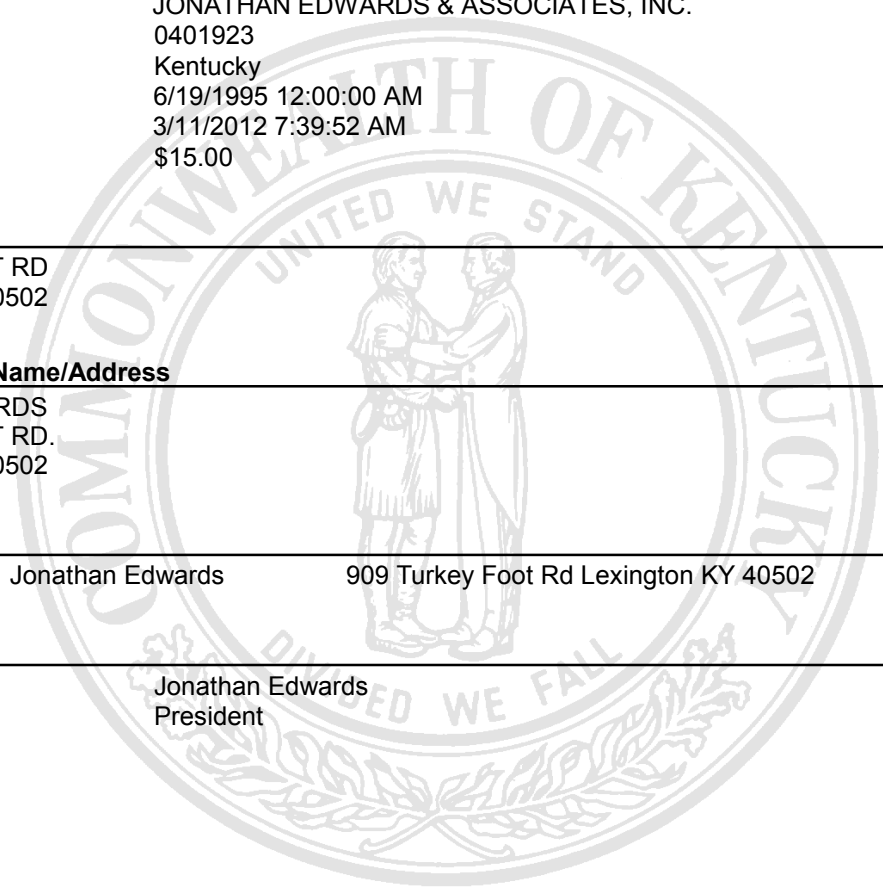 JONATHAN EDWARDS & ASSOCIATES, INC.
0401923
Kentucky
6/19/1995 12:00:00 AM
3/11/2012 7:39:52 AM
$15.00
COMMONWEALTH OF KENTUCKY
UNITED WE STAND
T RD
0502
Name/Address
RDS
T RD.
0502
Jonathan Edwards 909 Turkey Foot Rd Lexington KY 40502
DIVIDED WE FALL
Jonathan Edwards
President